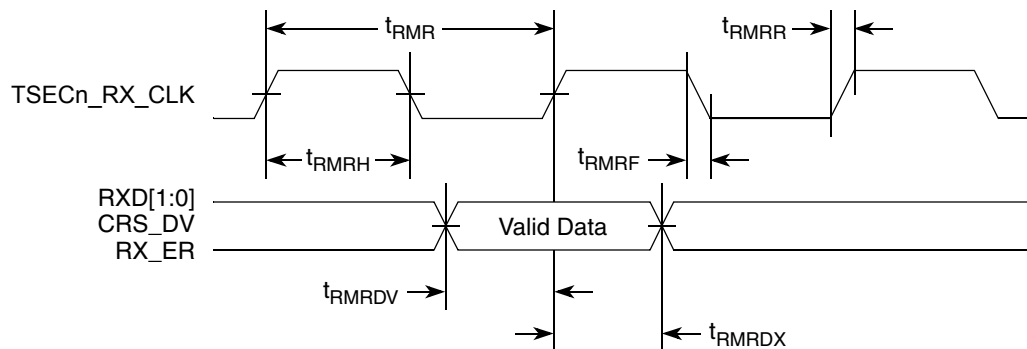 tRMR
tRMRR
TSECn_RX_CLK
tRMRH
tRMRF
RXD[1:0]
CRS_DV
RX_ER
Valid Data
tRMRDV
tRMRDX